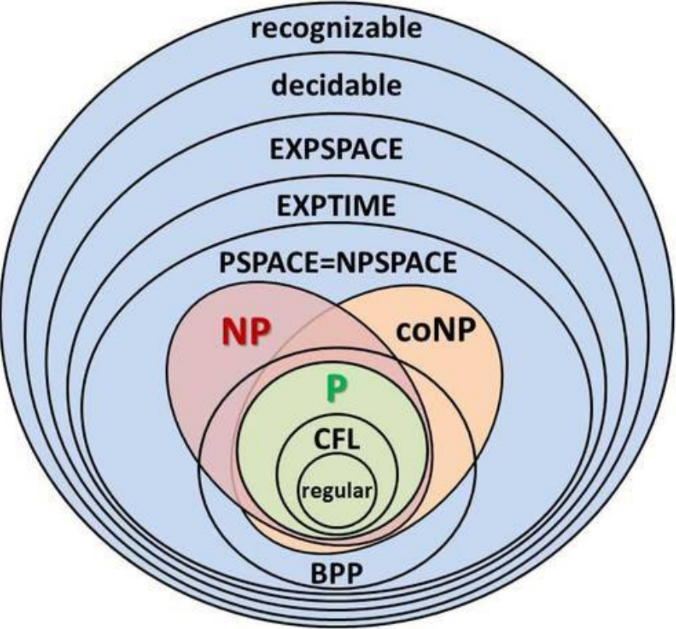 recognizable
decidable
EXPSPACE
EXPTIME
PSPACE=NPSPACE
NP
coNP
P
CFL
regular
BPP